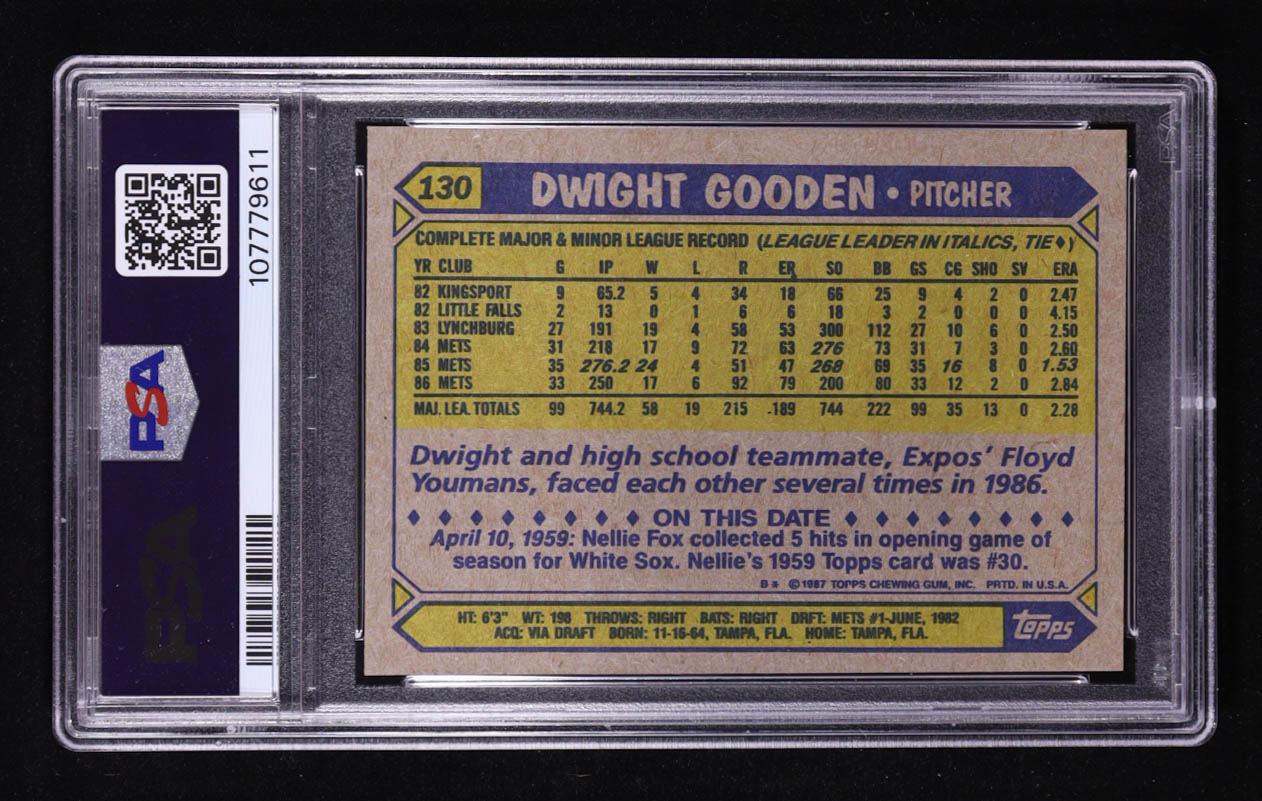 107779611
PSA
PSA
130 DWIGHT GOODEN • PITCHER
COMPLETE MAJOR & MINOR LEAGUE RECORD (LEAGUE LEADER IN ITALICS, TIE♦)
YR CLUB G IP W L R ER SO BB GS CG SHO SV ERA
82 KINGSPORT 9 65.2 5 4 34 18 66 25 9 4 2 0 2.47
82 LITTLE FALLS 2 13 0 1 6 6 18 3 2 0 0 0 4.15
83 LYNCHBURG 27 191 19 4 58 53 300 112 27 10 6 0 2.50
84 METS 31 218 17 9 72 63 276 73 31 7 3 0 2.60
85 METS 35 276.2 24 4 51 47 268 69 35 16 8 0 1.53
86 METS 33 250 17 6 92 79 200 80 33 12 2 0 2.84
MAJ. LEA. TOTALS 99 744.2 58 19 215 189 744 222 99 35 13 0 2.28
Dwight and high school teammate, Expos' Floyd
Youmans, faced each other several times in 1986.
♦ ♦ ♦ ♦ ♦ ♦ ♦ ♦ ON THIS DATE ♦ ♦ ♦ ♦ ♦ ♦ ♦ ♦
April 10, 1959: Nellie Fox collected 5 hits in opening game of
season for White Sox. Nellie's 1959 Topps card was #30.
B* ©1987 TOPPS CHEWING GUM, INC. PRTD. IN U.S.A.
HT: 6'3" WT: 198 THROWS: RIGHT BATS: RIGHT DRFT: METS #1-JUNE, 1982
ACQ: VIA DRAFT BORN: 11-16-64, TAMPA, FLA. HOME: TAMPA, FLA.
TOPPS